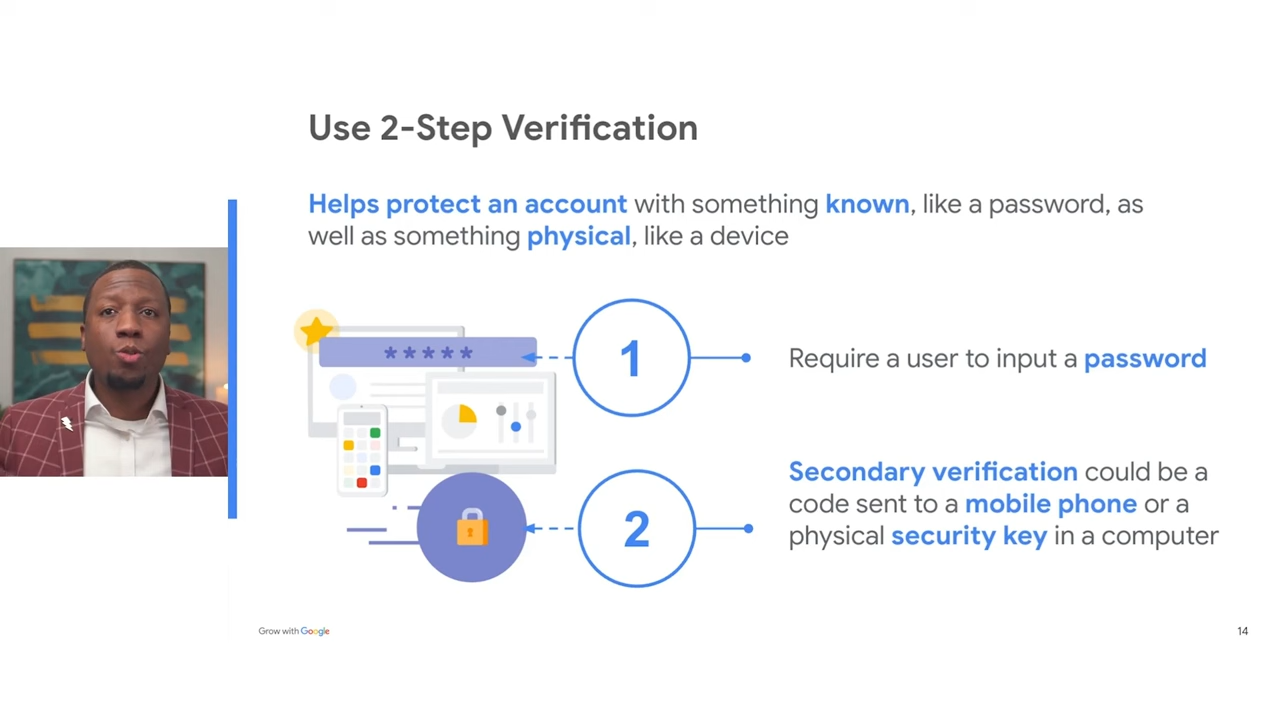 Use 2-Step Verification
Helps protect an account with something known, like a password, as
well as something physical, like a device
*****
1
Require a user to input a password
2
Secondary verification could be a
code sent to a mobile phone or a
physical security key in a computer
Grow with Google
14